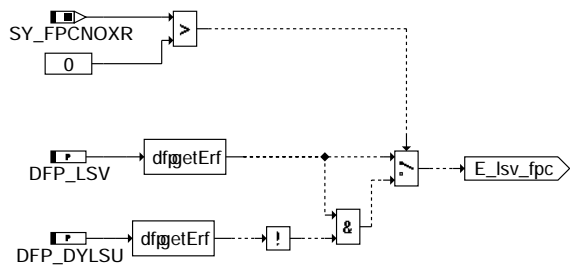 SY_FPCNOXR
>
0
P
dfpgetErf
DFP_LSV
E_lsv_fpc
&
P
dfpgetErf
!
DFP_DYLSU